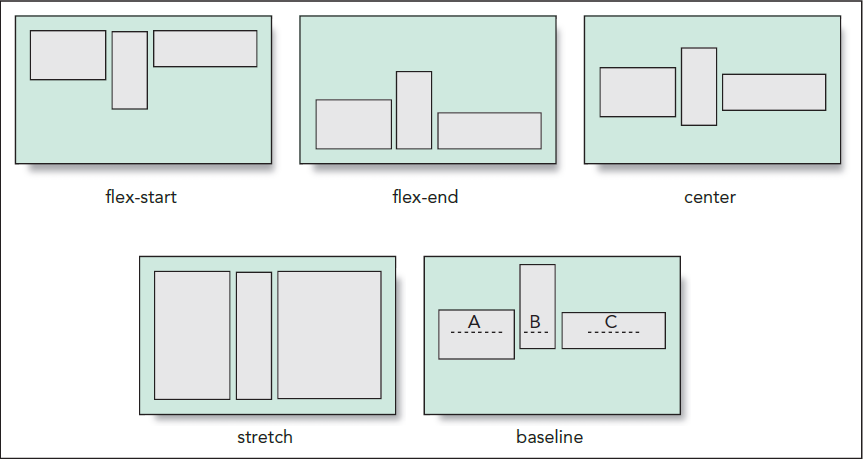 flex-start
flex-end
center
A
B
C
stretch
baseline